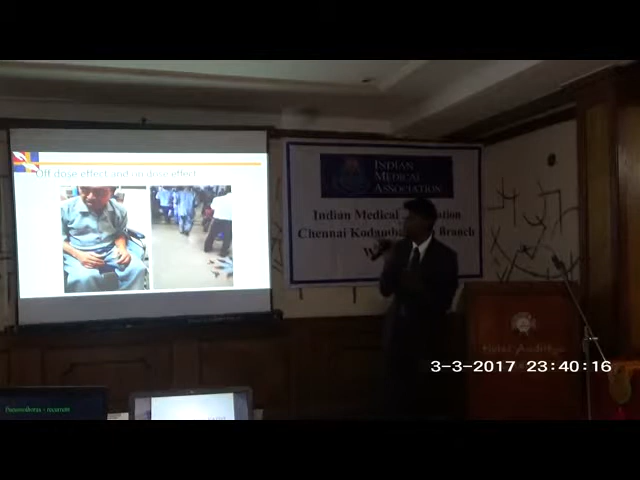 Off dose effect and on dose effect
INDIAN
MEDICAL
ASSOCIATION
Indian Medical Association
Chennai Kodambakkam Branch
3-3-2017 23:40:16